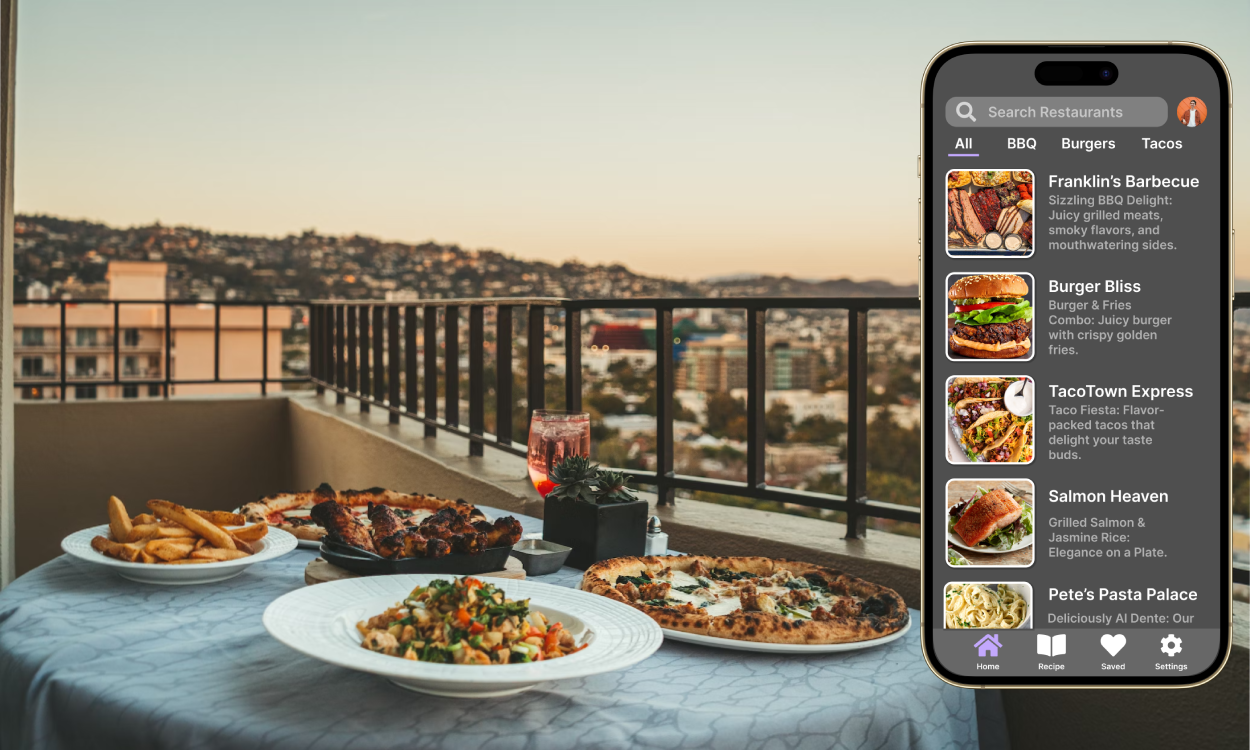 Search Restaurants
All BBQ Burgers Tacos
Franklin’s Barbecue
Sizzling BBQ Delight:
Juicy grilled meats,
smoky flavors, and
mouthwatering sides.
Burger Bliss
Burger & Fries
Combo: Juicy burger
with crispy golden
fries.
TacoTown Express
Taco Fiesta: Flavor-
packed tacos that
delight your taste
buds.
Salmon Heaven
Grilled Salmon &
Jasmine Rice:
Elegance on a Plate.
Pete’s Pasta Palace
Deliciously Al Dente: Our
Home Recipe Saved Settings